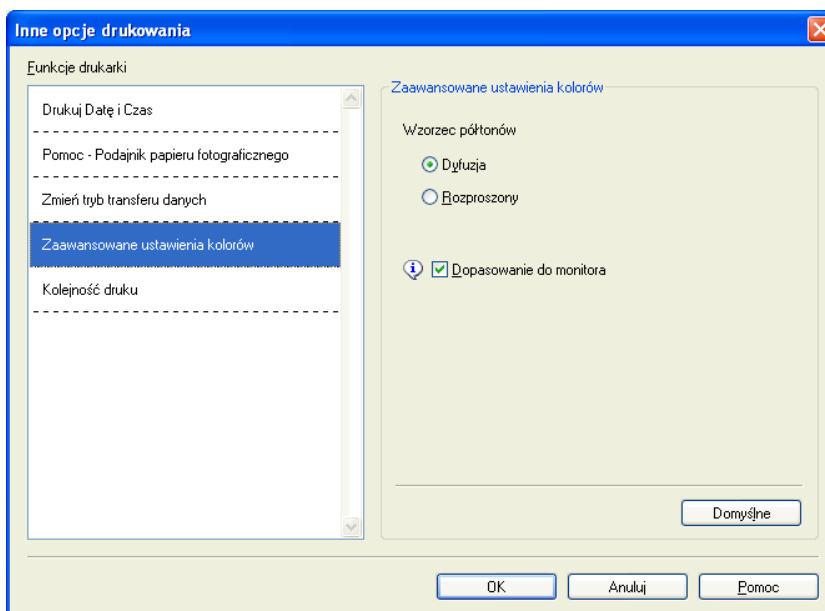 Inne opcje drukowania
Funkcje drukarki
Drukuj Datę i Czas
Pomoc - Podajnik papieru fotograficznego
Zmień tryb transferu danych
Zaawansowane ustawienia kolorów
Kolejność druku
Zaawansowane ustawienia kolorów
Wzorzec półtonów
Dyfuzja
Rozproszony
Dopasowanie do monitora
Domyślne
OK Anuluj Pomoc